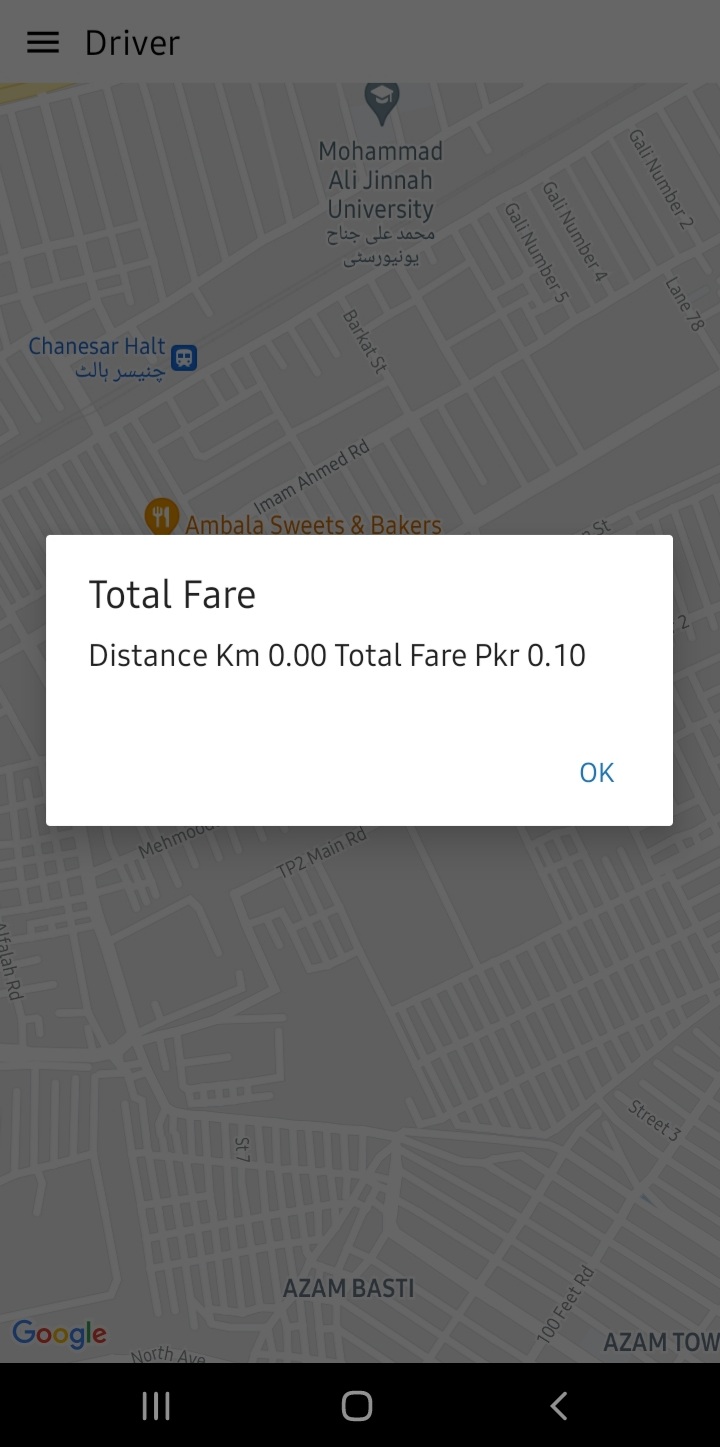 Driver
Mohammad
Ali Jinnah
University
محمد علی جناح
یونیورسٹی
Gali Number 2
Gali Number 4
Gali Number 5
Lane 78
Chanesar Halt
چنیسر ہالٹ
Barkat St
Imam Ahmed Rd
Ambala Sweets & Bakers
St
2
Total Fare
Distance Km 0.00 Total Fare Pkr 0.10
OK
TP2 Main Rd
Alfalah Rd
Street 3
St 7
AZAM BASTI
100 Feet Rd
Google
North Ave
AZAM TOW